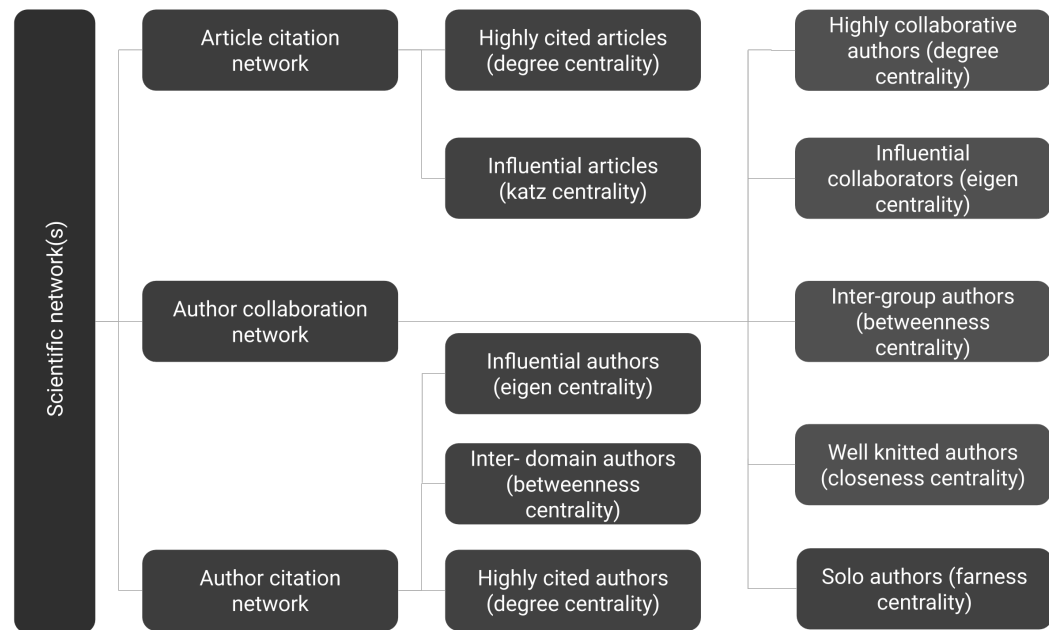 Scientific network(s)
Article citation
network
Highly cited articles
(degree centrality)
Influential articles
(katz centrality)
Author collaboration
network
Highly collaborative
authors (degree
centrality)
Influential
collaborators (eigen
centrality)
Inter-group authors
(betweenness
centrality)
Well knitted authors
(closeness centrality)
Solo authors (farness
centrality)
Author citation
network
Influential authors
(eigen centrality)
Inter- domain authors
(betweenness
centrality)
Highly cited authors
(degree centrality)